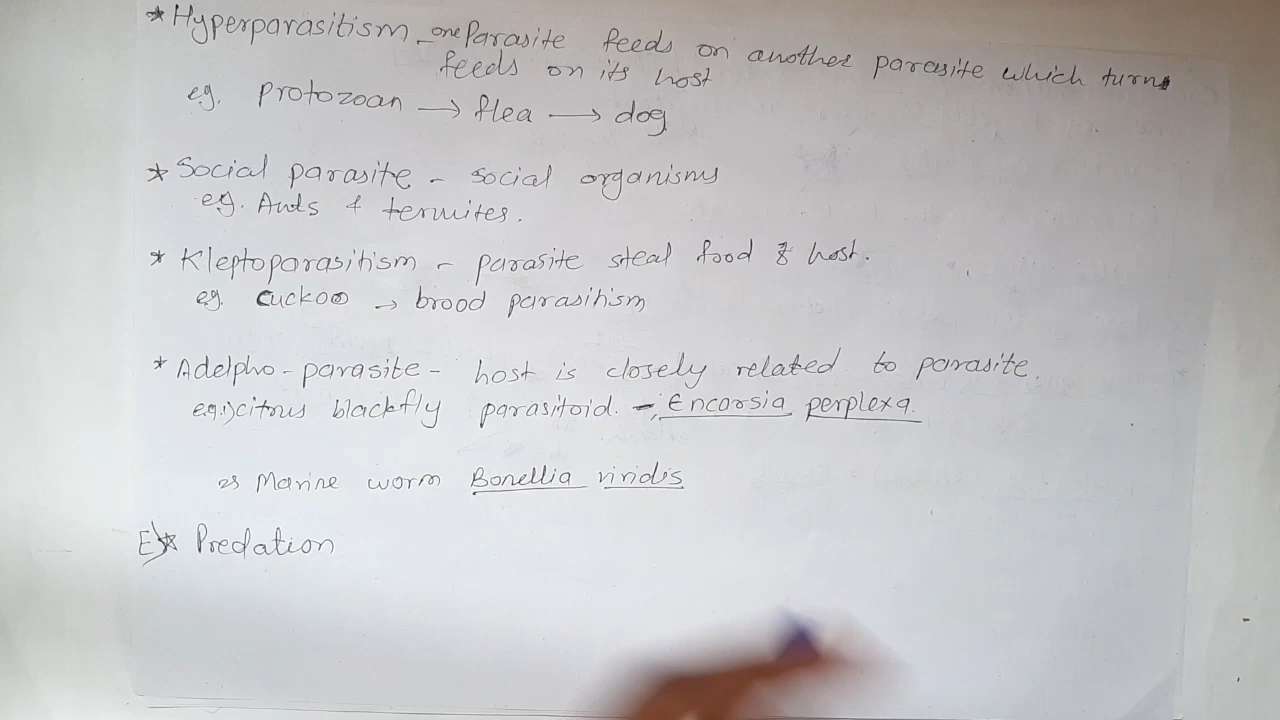 * Hyperparasitism - one Parasite feeds on another parasite which turns
feeds on its host
eg. Protozoan → flea → dog
* Social parasite - social organisms
eg. Ants & termites.
* Kleptoparasitism - parasite steal food & host.
eg. cuckoo → brood parasitism
* Adelpho-parasite - host is closely related to parasite.
eg. 1) citrus blackfly parasitoid. - Encarsia perplexa.
2) Marine worm Bonellia viridis
E) * Predation